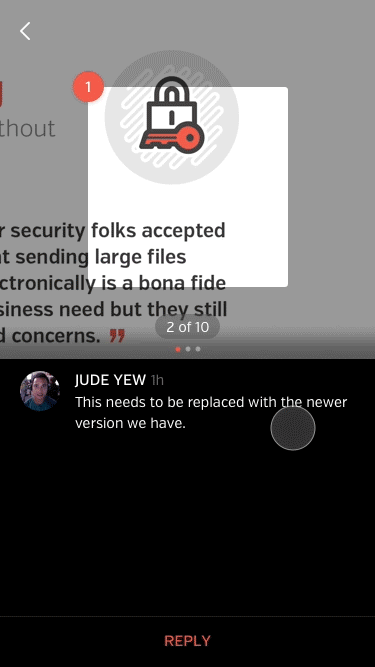 1
thout
r security folks accepted
t sending large files
ctronically is a bona fide
siness need but they still
d concerns. ”
2 of 10
JUDE YEW 1h
This needs to be replaced with the newer
version we have.
REPLY